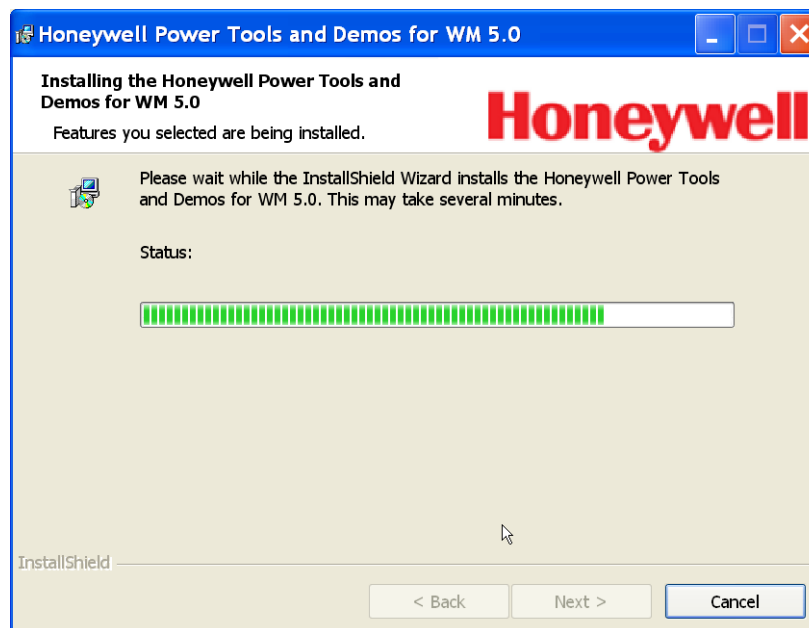 Honeywell Power Tools and Demos for WM 5.0
Installing the Honeywell Power Tools and
Demos for WM 5.0
Features you selected are being installed.
Honeywell
Please wait while the InstallShield Wizard installs the Honeywell Power Tools
and Demos for WM 5.0. This may take several minutes.
Status:
InstallShield
< Back
Next >
Cancel